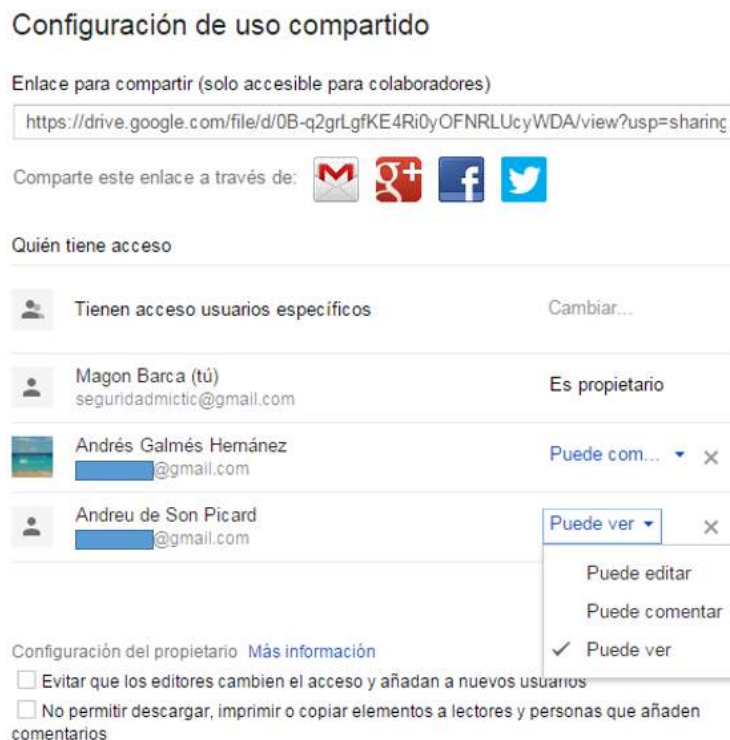 Configuración de uso compartido
Enlace para compartir (solo accesible para colaboradores)
https://drive.google.com/file/d/0B-q2grLgfKE4Ri0yOFNRLUcyWDA/view?usp=sharing
Comparte este enlace a través de:
Quién tiene acceso
Tienen acceso usuarios específicos Cambiar...
Magon Barca (tú) Es propietario
seguridadmictic@gmail.com
Andrés Galmés Hernánez Puede com...
@gmail.com
Andreu de Son Picard Puede ver
@gmail.com
Puede editar
Puede comentar
Puede ver
Configuración del propietario Más información
Evitar que los editores cambien el acceso y añadan a nuevos usuarios
No permitir descargar, imprimir o copiar elementos a lectores y personas que añaden
comentarios